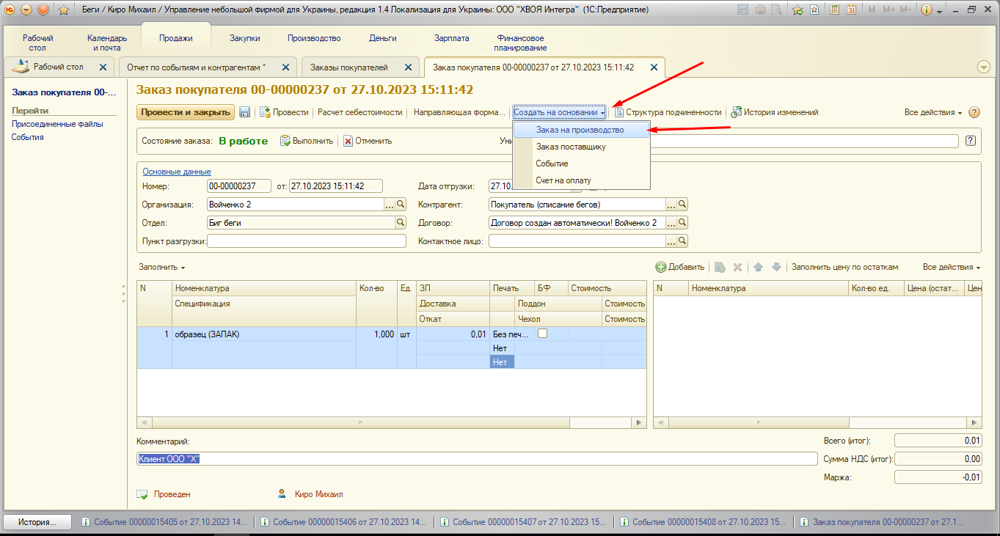 Беги / Киро Михаил / Управление небольшой фирмой для Украины, редакция 1.4 Локализация для Украины: ООО "ХВОЯ Интегра" (1С:Предприятие)
M M+ M-
Рабочий стол
Календарь и почта
Продажи
Закупки
Производство
Деньги
Зарплата
Финансовое планирование
Рабочий стол
Отчет по событиям и контрагентам *
Заказы покупателей
Заказ покупателя 00-00000237 от 27.10.2023 15:11:42
Заказ покупателя 00-...
Перейти
Присоединенные файлы
События
Заказ покупателя 00-00000237 от 27.10.2023 15:11:42
Провести и закрыть
Провести
Расчет себестоимости
Направляющая форма...
Создать на основании
Структура подчиненности
История изменений
Все действия
?
Заказ на производство
Заказ поставщику
Событие
Счет на оплату
Состояние заказа: В работе
Выполнить
Отменить
Уни
?
Основные данные
Номер: 00-00000237 от: 27.10.2023 15:11:42
Дата отгрузки: 27.10.
Организация: Войченко 2
Контрагент: Покупатель (списание бегов)
Отдел: Биг беги
Договор: Договор создан автоматически! Войченко 2
Пункт разгрузки:
Контактное лицо:
Заполнить
Добавить
Заполнить цену по остаткам
Все действия
N Номенклатура Кол-во Ед. ЗП Печать БФ Стоимость
Спецификация Доставка Поддон Стоимость
Откат Чехол Стоимость
1 образец (ЗАПАК) 1,000 шт 0,01 Без печ...
Нет
Нет
N Номенклатура Кол-во ед. Цена (остат... Цен
Комментарий:
Клиент ООО "Х"
Всего (итог): 0,01
Сумма НДС (итог): 0,00
Маржа: -0,01
Проведен
Киро Михаил
История...
Событие 00000015405 от 27.10.2023 14...
Событие 00000015406 от 27.10.2023 14...
Событие 00000015407 от 27.10.2023 15...
Событие 00000015408 от 27.10.2023 15...
Заказ покупателя 00-00000237 от 27.1...